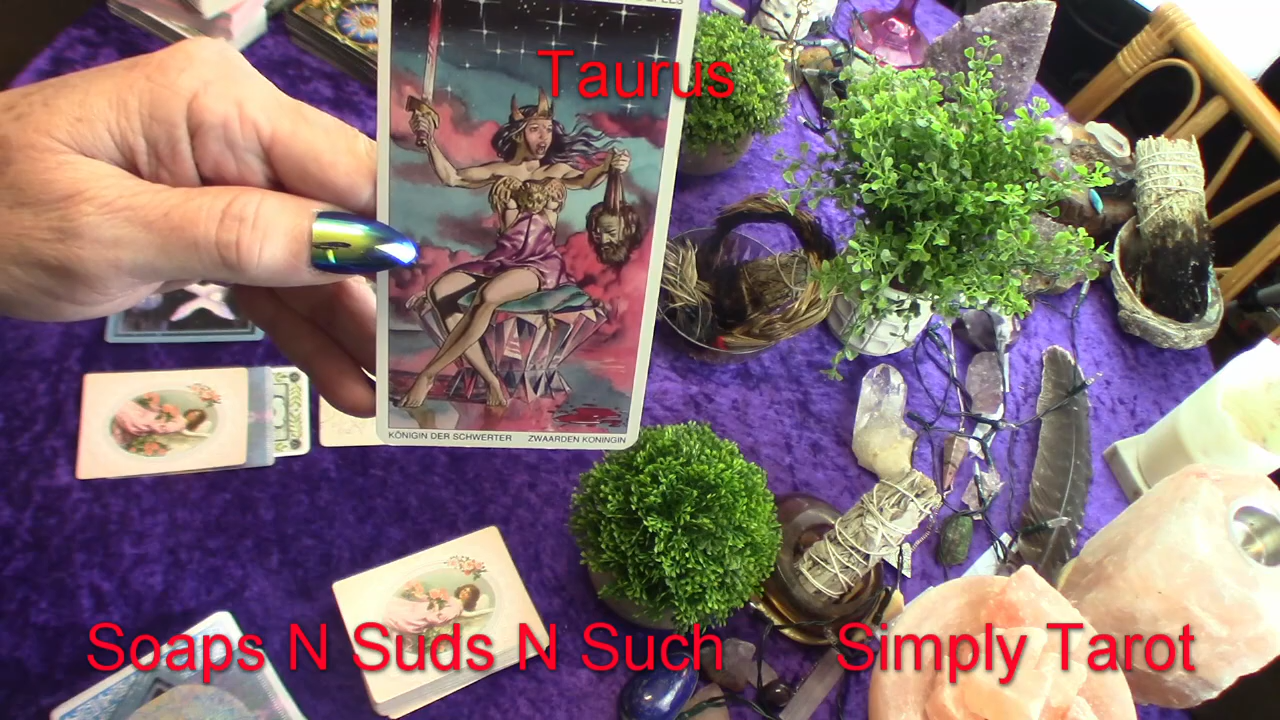 Taurus
KÖNIGIN DER SCHWERTER ZWAARDEN KONINGIN
Soaps N Suds N Such Simply Tarot